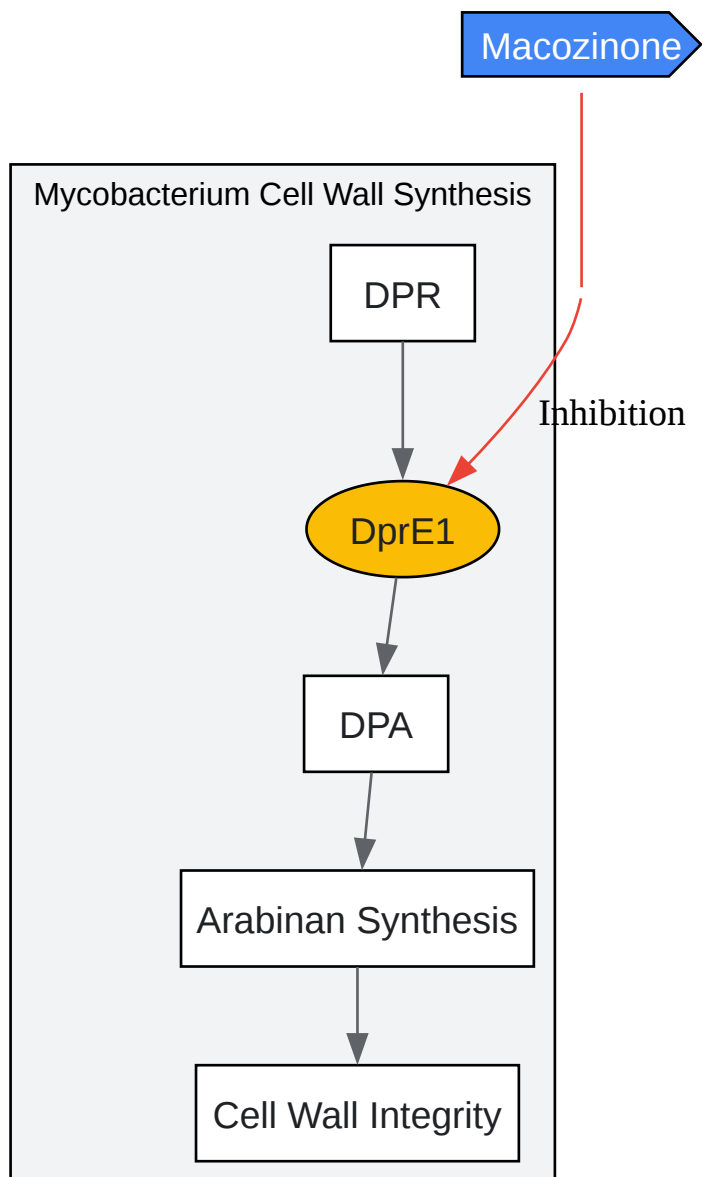 Macozinone
Mycobacterium Cell Wall Synthesis
DPR
Inhibition
DprE1
DPA
Arabinan Synthesis
Cell Wall Integrity